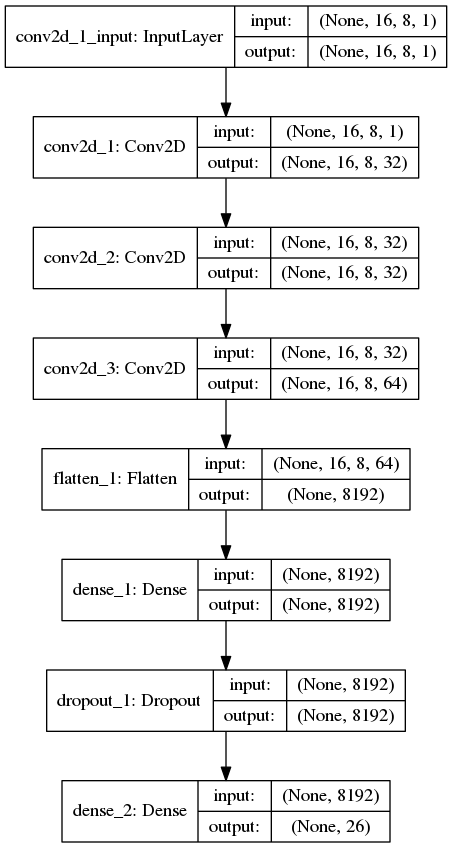 conv2d_1_input: InputLayer
input: (None, 16, 8, 1)
output: (None, 16, 8, 1)
conv2d_1: Conv2D
input: (None, 16, 8, 1)
output: (None, 16, 8, 32)
conv2d_2: Conv2D
input: (None, 16, 8, 32)
output: (None, 16, 8, 32)
conv2d_3: Conv2D
input: (None, 16, 8, 32)
output: (None, 16, 8, 64)
flatten_1: Flatten
input: (None, 16, 8, 64)
output: (None, 8192)
dense_1: Dense
input: (None, 8192)
output: (None, 8192)
dropout_1: Dropout
input: (None, 8192)
output: (None, 8192)
dense_2: Dense
input: (None, 8192)
output: (None, 26)